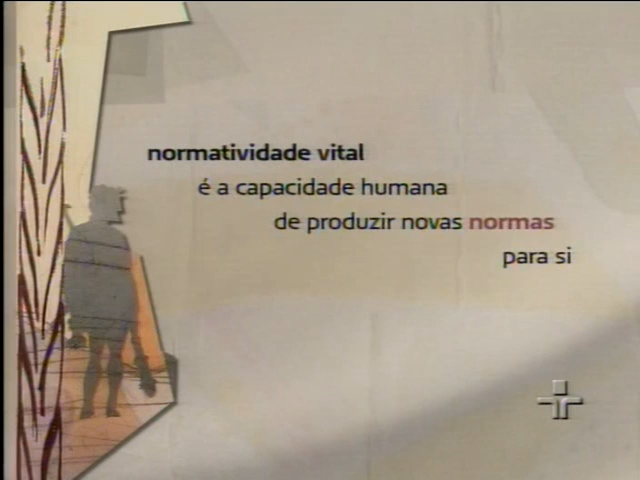 normatividade vital
é a capacidade humana
de produzir novas normas
para si